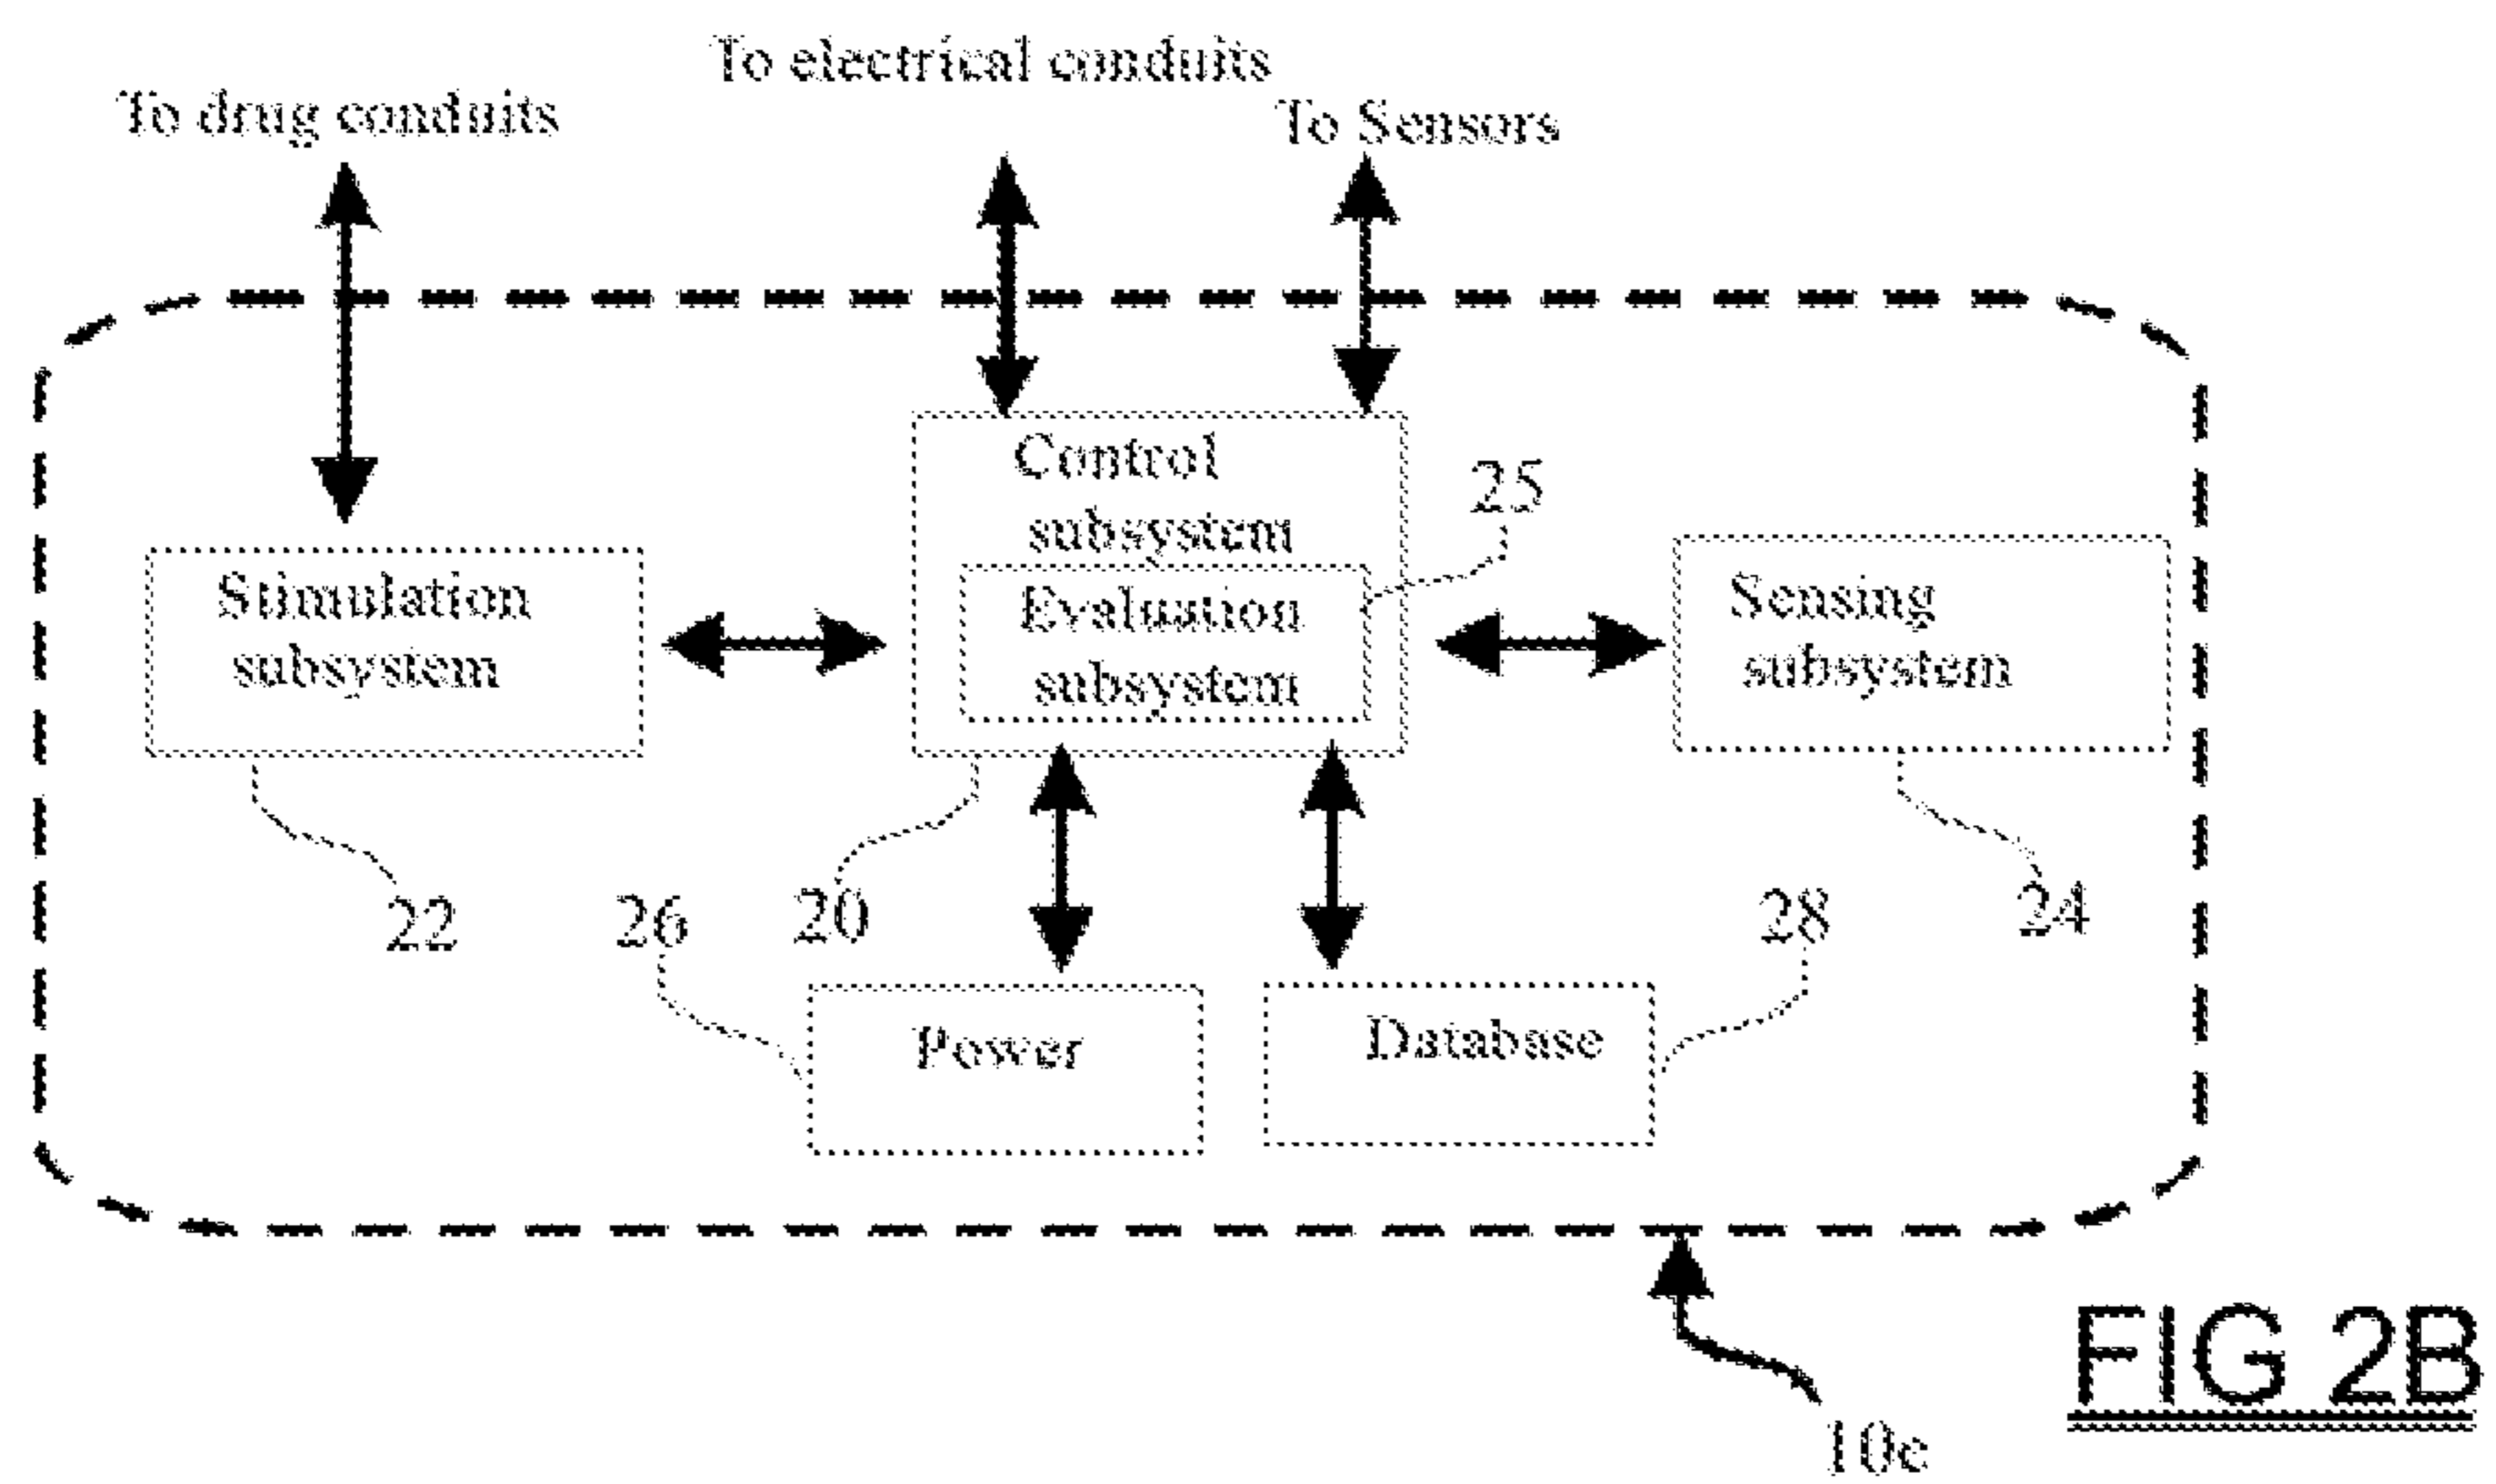 To electrical conduits
To drug conduits
To Sensors
Control
subsystem
25
Evaluation
subsystem
Stimulation
subsystem
Sensing
subsystem
22
26
20
28
24
Power
Database
FIG 2B